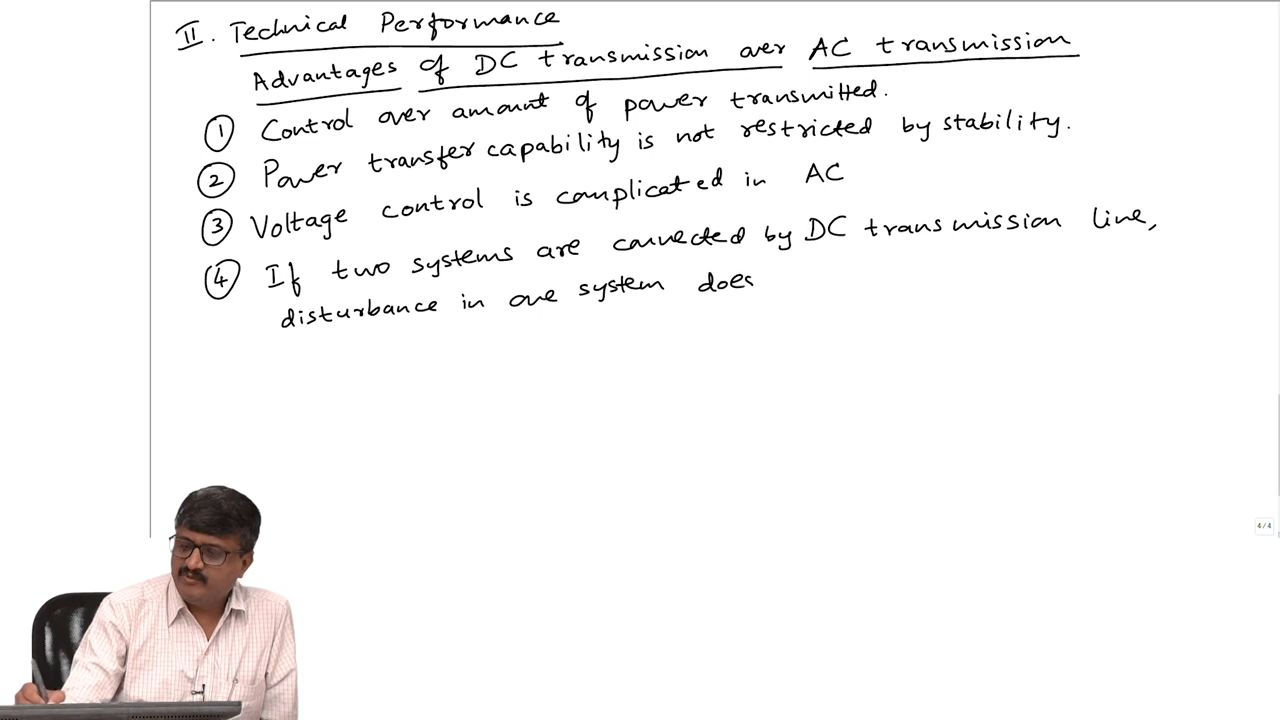 II. Technical Performance
Advantages of DC transmission over AC transmission
1 Control over amount of power transmitted.
2 Power transfer capability is not restricted by stability.
3 Voltage control is complicated in AC
4 If two systems are connected by DC transmission line,
disturbance in one system does
4/4